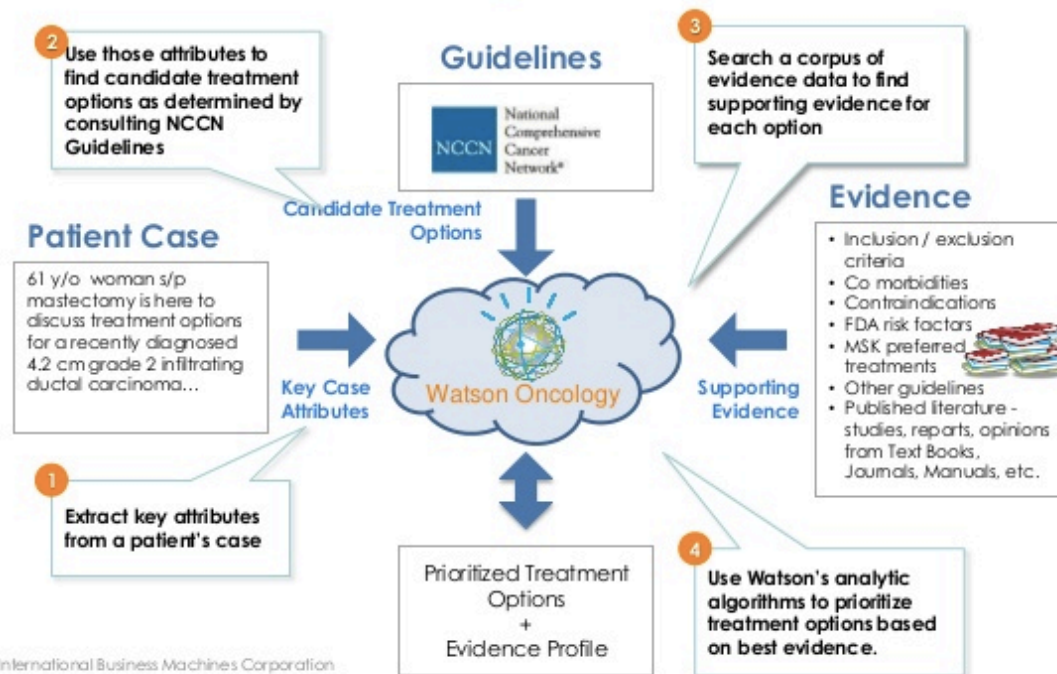 2
Use those attributes to
find candidate treatment
options as determined by
consulting NCCN
Guidelines
Guidelines
NCCN
National
Comprehensive
Cancer
Network®
3
Search a corpus of
evidence data to find
supporting evidence for
each option
Candidate Treatment
Options
Patient Case
61 y/o woman s/p
mastectomy is here to
discuss treatment options
for a recently diagnosed
4.2 cm grade 2 infiltrating
ductal carcinoma...
Key Case
Attributes
Watson Oncology
Supporting
Evidence
Evidence
• Inclusion / exclusion
criteria
• Co morbidities
• Contraindications
• FDA risk factors
• MSK preferred
treatments
• Other guidelines
• Published literature -
studies, reports, opinions
from Text Books,
Journals, Manuals, etc.
1
Extract key attributes
from a patient's case
Prioritized Treatment
Options
+
Evidence Profile
4
Use Watson's analytic
algorithms to prioritize
treatment options based
on best evidence.
International Business Machines Corporation